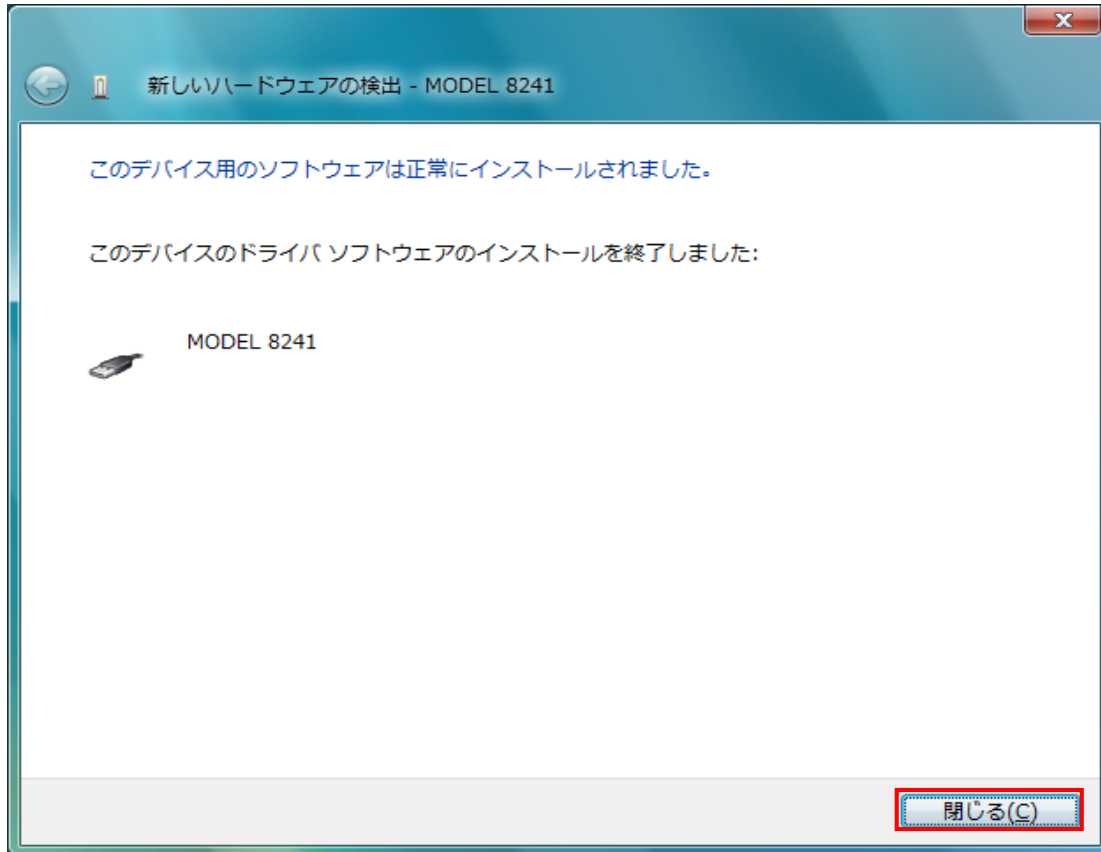 新しいハードウェアの検出 - MODEL 8241
このデバイス用のソフトウェアは正常にインストールされました。
このデバイスのドライバ ソフトウェアのインストールを終了しました:
MODEL 8241
閉じる(C)